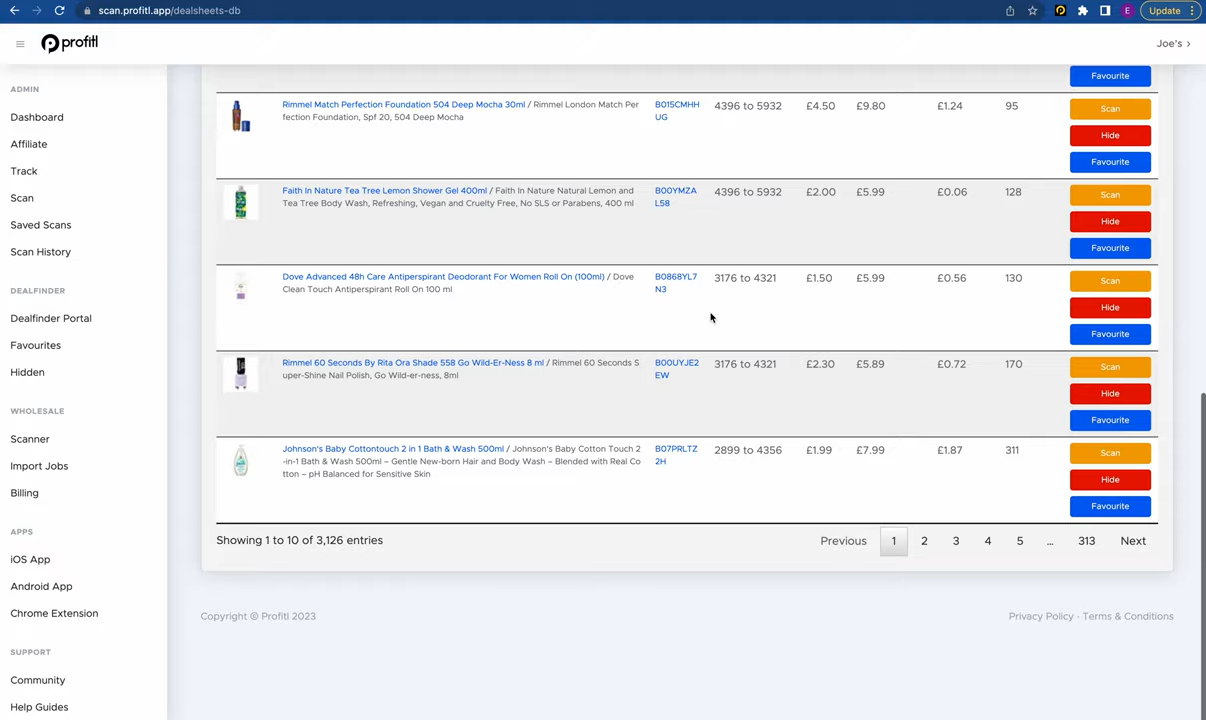 scan.profitl.app/dealsheets-db
E
Update
profitl
Joe's
ADMIN
Dashboard
Affiliate
Track
Scan
Saved Scans
Scan History
DEALFINDER
Dealfinder Portal
Favourites
Hidden
WHOLESALE
Scanner
Import Jobs
Billing
APPS
iOS App
Android App
Chrome Extension
SUPPORT
Community
Help Guides
Favourite
Rimmel Match Perfection Foundation 504 Deep Mocha 30ml / Rimmel London Match Per
fection Foundation, Spf 20, 504 Deep Mocha
B015CMHH
UG
4396 to 5932
£4.50
£9.80
£1.24
95
Scan
Hide
Favourite
Faith In Nature Tea Tree Lemon Shower Gel 400ml / Faith In Nature Natural Lemon and
Tea Tree Body Wash, Refreshing, Vegan and Cruelty Free, No SLS or Parabens, 400 ml
B00YMZA
L58
4396 to 5932
£2.00
£5.99
£0.06
128
Scan
Hide
Favourite
Dove Advanced 48h Care Antiperspirant Deodorant For Women Roll On (100ml) / Dove
Clean Touch Antiperspirant Roll On 100 ml
B0868YL7
N3
3176 to 4321
£1.50
£5.99
£0.56
130
Scan
Hide
Favourite
Rimmel 60 Seconds By Rita Ora Shade 558 Go Wild-Er-Ness 8 ml / Rimmel 60 Seconds S
uper-Shine Nail Polish, Go Wild-er-ness, 8ml
B00UYJE2
EW
3176 to 4321
£2.30
£5.89
£0.72
170
Scan
Hide
Favourite
Johnson's Baby Cottontouch 2 in 1 Bath & Wash 500ml / Johnson's Baby Cotton Touch 2
-in-1 Bath & Wash 500ml – Gentle New-born Hair and Body Wash – Blended with Real Co
tton – pH Balanced for Sensitive Skin
B07PRLTZ
2H
2899 to 4356
£1.99
£7.99
£1.87
311
Scan
Hide
Favourite
Showing 1 to 10 of 3,126 entries
Previous 1 2 3 4 5 ... 313 Next
Copyright © Profitl 2023
Privacy Policy · Terms & Conditions